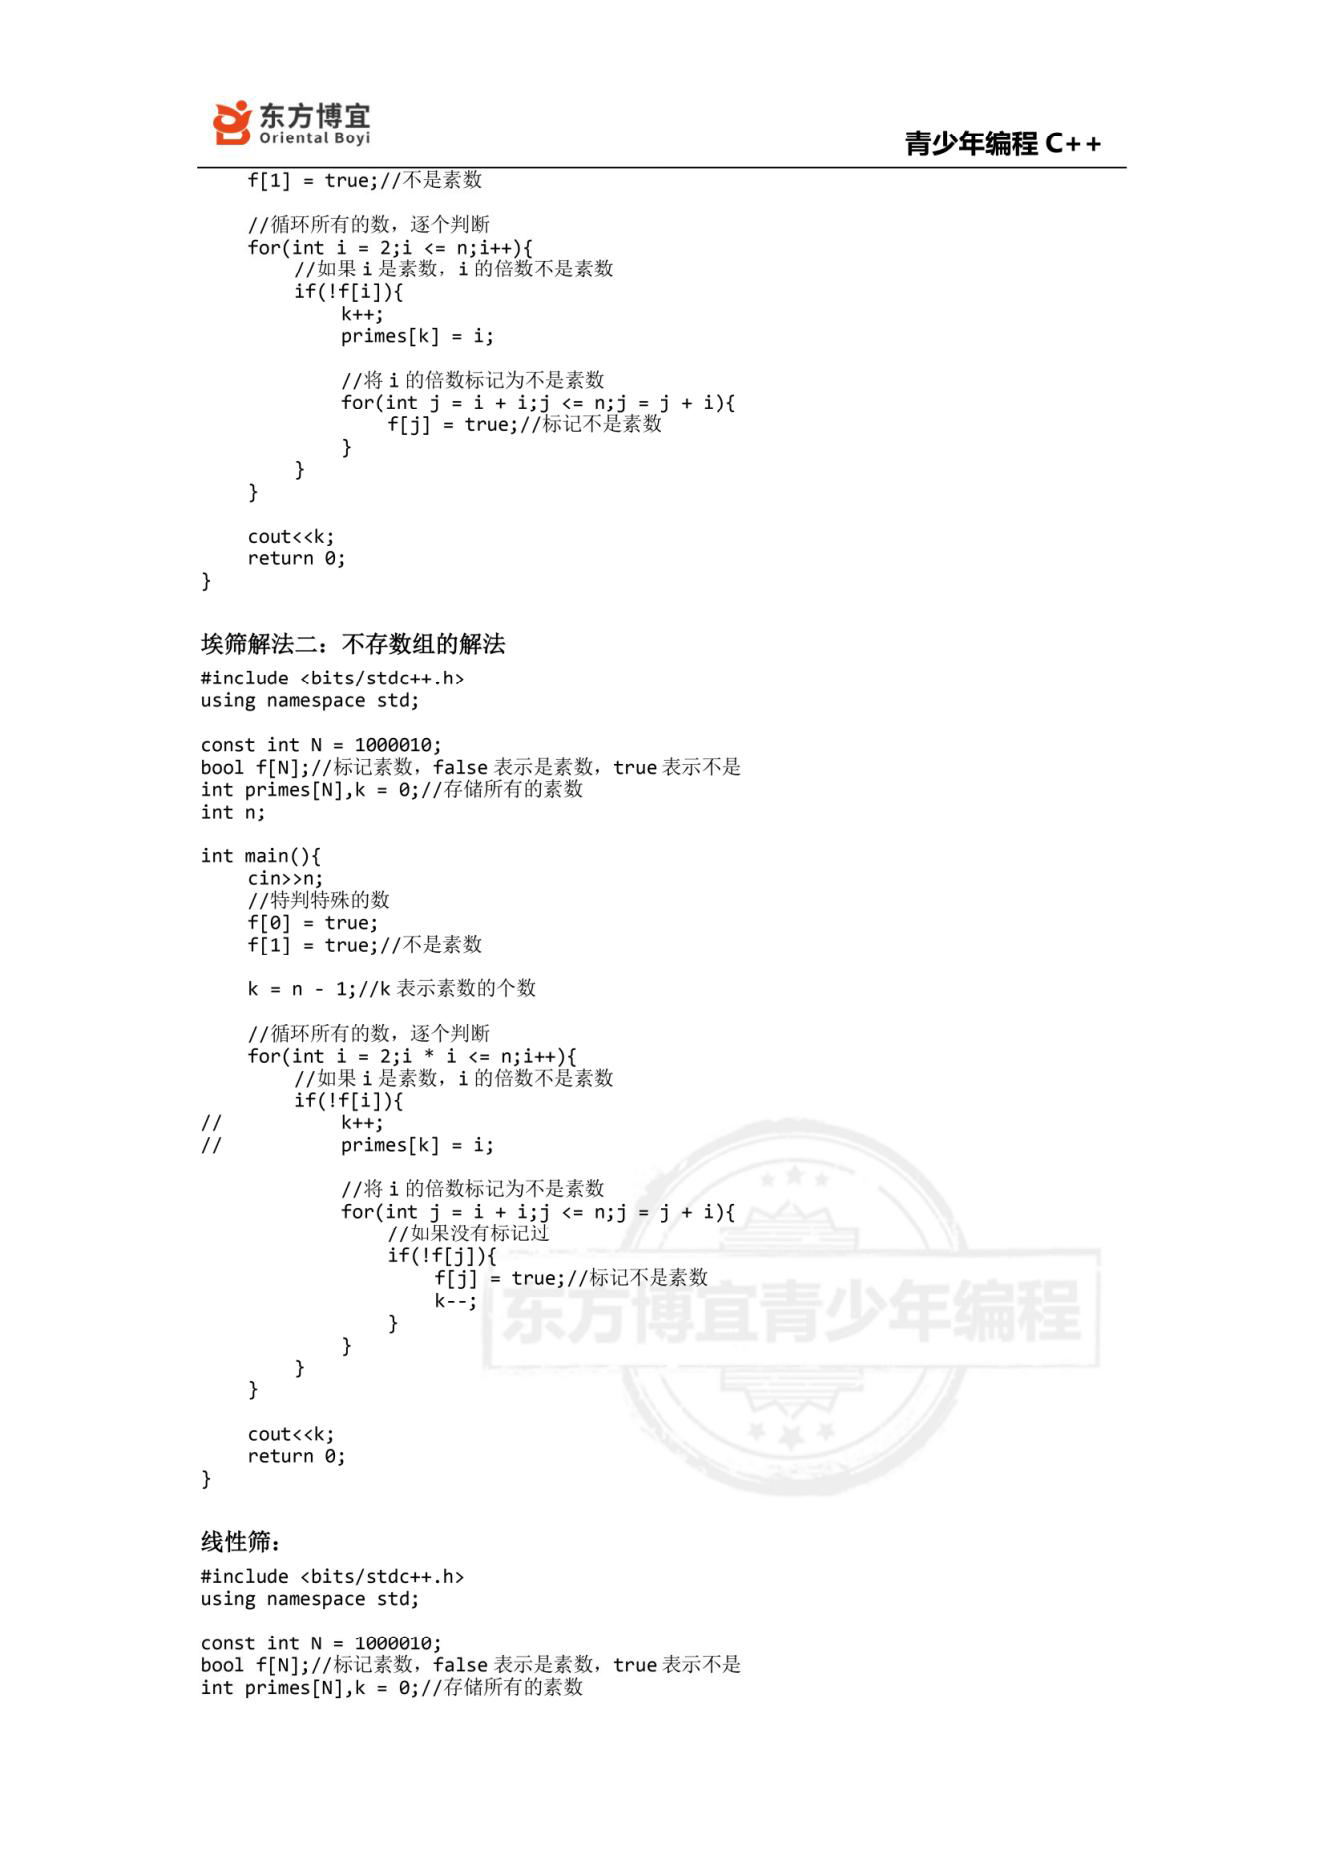 东方博宜
Oriental Boyi
青少年编程 C++
f[1] = true;//不是素数
//循环所有的数，逐个判断
for(int i = 2;i <= n;i++){
//如果 i 是素数，i 的倍数不是素数
if(!f[i]){
k++;
primes[k] = i;
//将 i 的倍数标记为不是素数
for(int j = i + i;j <= n;j = j + i){
f[j] = true;//标记不是素数
}
}
}
cout<<k;
return 0;
}
埃筛解法二：不存数组的解法
#include <bits/stdc++.h>
using namespace std;
const int N = 1000010;
bool f[N];//标记素数，false 表示是素数，true 表示不是
int primes[N],k = 0;//存储所有的素数
int n;
int main(){
cin>>n;
//特判特殊的数
f[0] = true;
f[1] = true;//不是素数
k = n - 1;//k 表示素数的个数
//循环所有的数，逐个判断
for(int i = 2;i * i <= n;i++){
//如果 i 是素数，i 的倍数不是素数
if(!f[i]){
// k++;
// primes[k] = i;
//将 i 的倍数标记为不是素数
for(int j = i + i;j <= n;j = j + i){
//如果没有标记过
if(!f[j]){
f[j] = true;//标记不是素数
k--;
}
}
}
}
cout<<k;
return 0;
}
东方博宜青少年编程
线性筛：
#include <bits/stdc++.h>
using namespace std;
const int N = 1000010;
bool f[N];//标记素数，false 表示是素数，true 表示不是
int primes[N],k = 0;//存储所有的素数